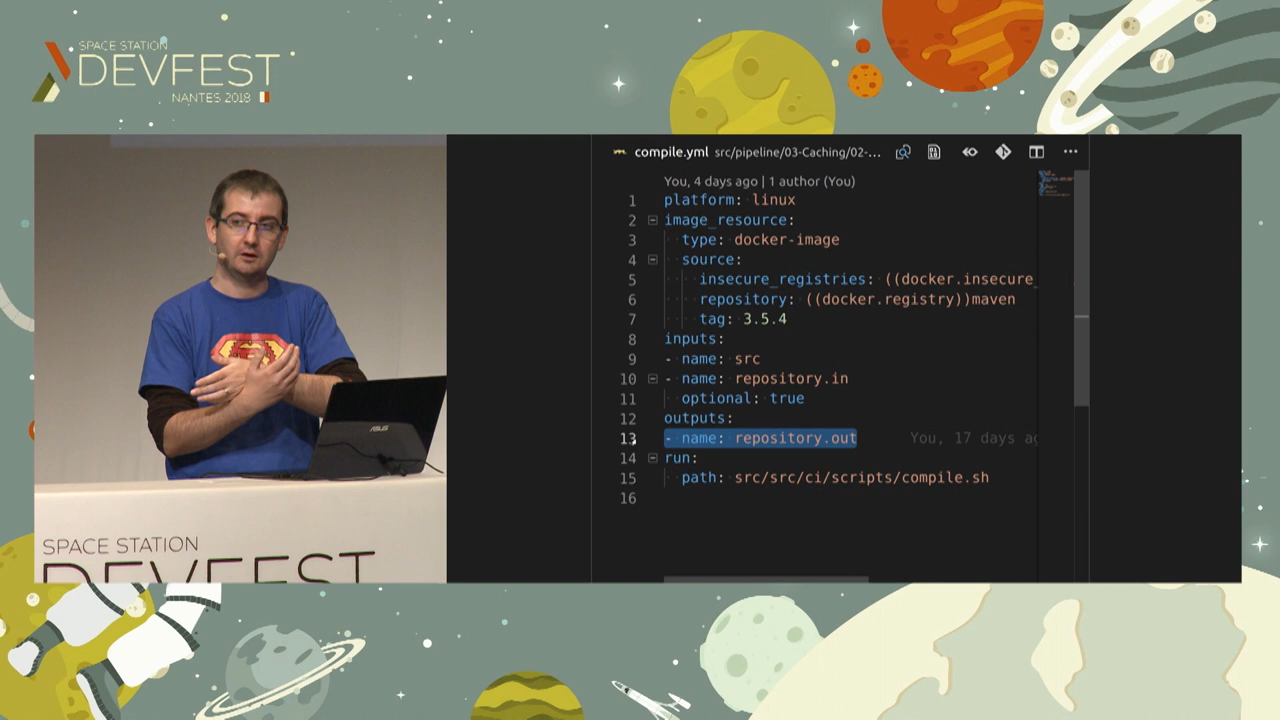 SPACE STATION
DEVFEST
NANTES 2018
ASUS
SPACE STATION
DEVFEST
compile.yml src/pipeline/03-Caching/02-...
You, 4 days ago | 1 author (You)
1 platform: linux
2 image_resource:
3 type: docker-image
4 source:
5 insecure_registries: ((docker.insecure_
6 repository: ((docker.registry))maven
7 tag: 3.5.4
8 inputs:
9 - name: src
10 - name: repository.in
11 optional: true
12 outputs:
13 - name: repository.out You, 17 days ag
14 run:
15 path: src/src/ci/scripts/compile.sh
16